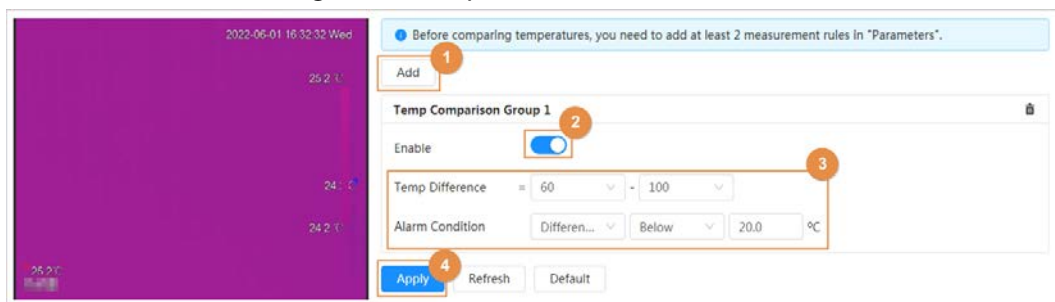 2022-06-01 16:32:32 Wed
25.2 ℃
24.2 ℃
25.2℃
Before comparing temperatures, you need to add at least 2 measurement rules in "Parameters".
1
Add
Temp Comparison Group 1
2
Enable
3
Temp Difference = 60 - 100
Alarm Condition Differen... Below 20.0 ℃
4
Apply Refresh Default